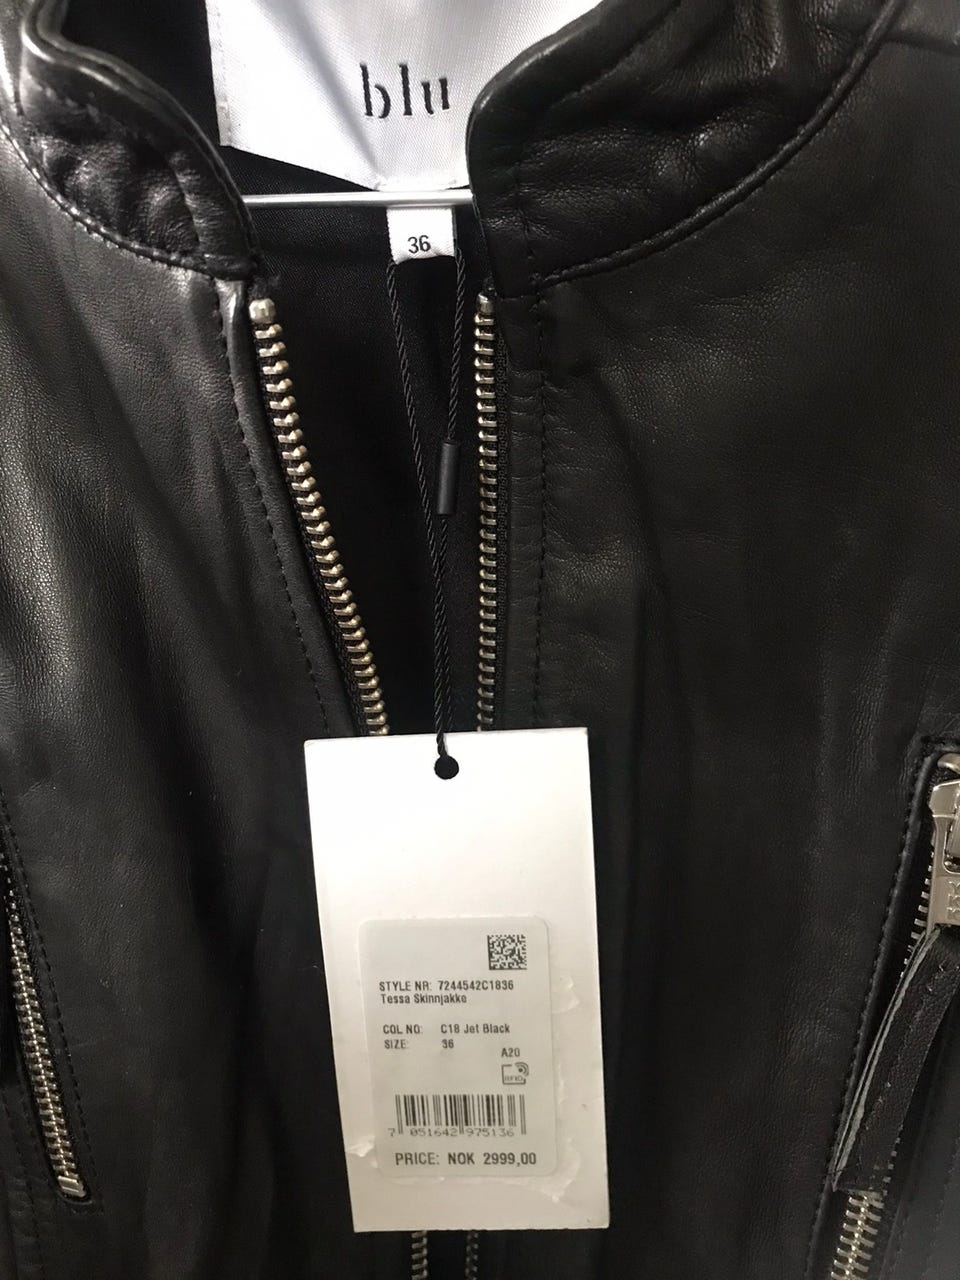 blu
36
STYLE NR: 7244542C1836
Tessa Skinnjakke
COL NO: C18 Jet Black
SIZE: 36
A20
RFID
7 051642 975136
PRICE: NOK 2999,00